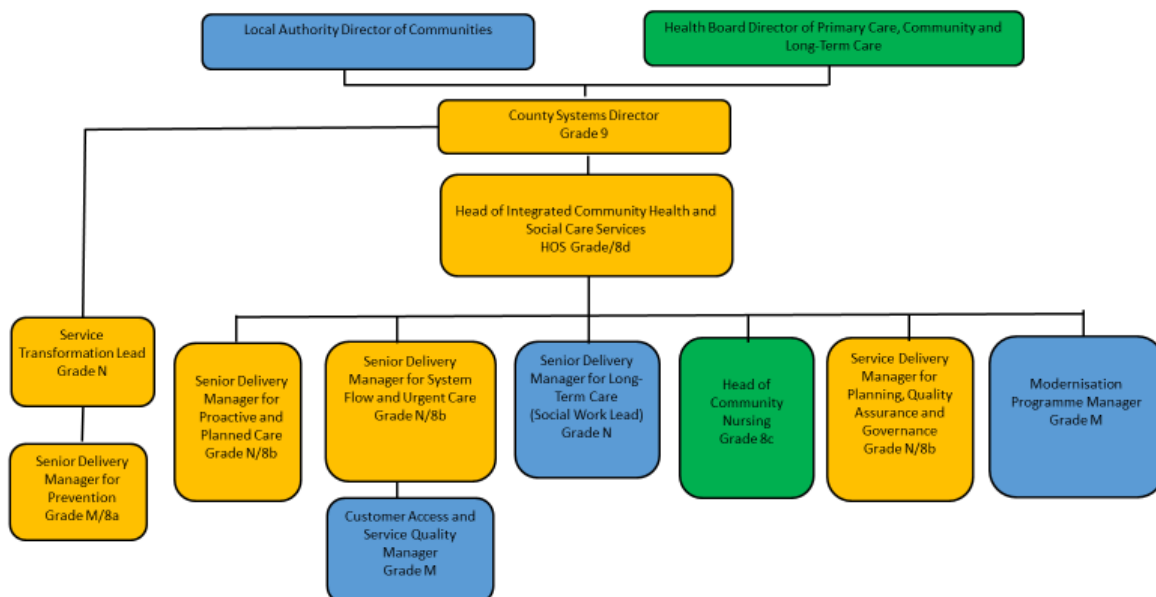 Local Authority Director of Communities
Health Board Director of Primary Care, Community and
Long-Term Care
County Systems Director
Grade 9
Head of Integrated Community Health and
Social Care Services
HOS Grade/8d
Service
Transformation Lead
Grade N
Senior Delivery
Manager for
Prevention
Grade M/8a
Senior Delivery
Manager for
Proactive and
Planned Care
Grade N/8b
Senior Delivery
Manager for System
Flow and Urgent Care
Grade N/8b
Customer Access and
Service Quality
Manager
Grade M
Senior Delivery
Manager for Long-
Term Care
(Social Work Lead)
Grade N
Head of
Community
Nursing
Grade 8c
Service Delivery
Manager for
Planning, Quality
Assurance and
Governance
Grade N/8b
Modernisation
Programme Manager
Grade M